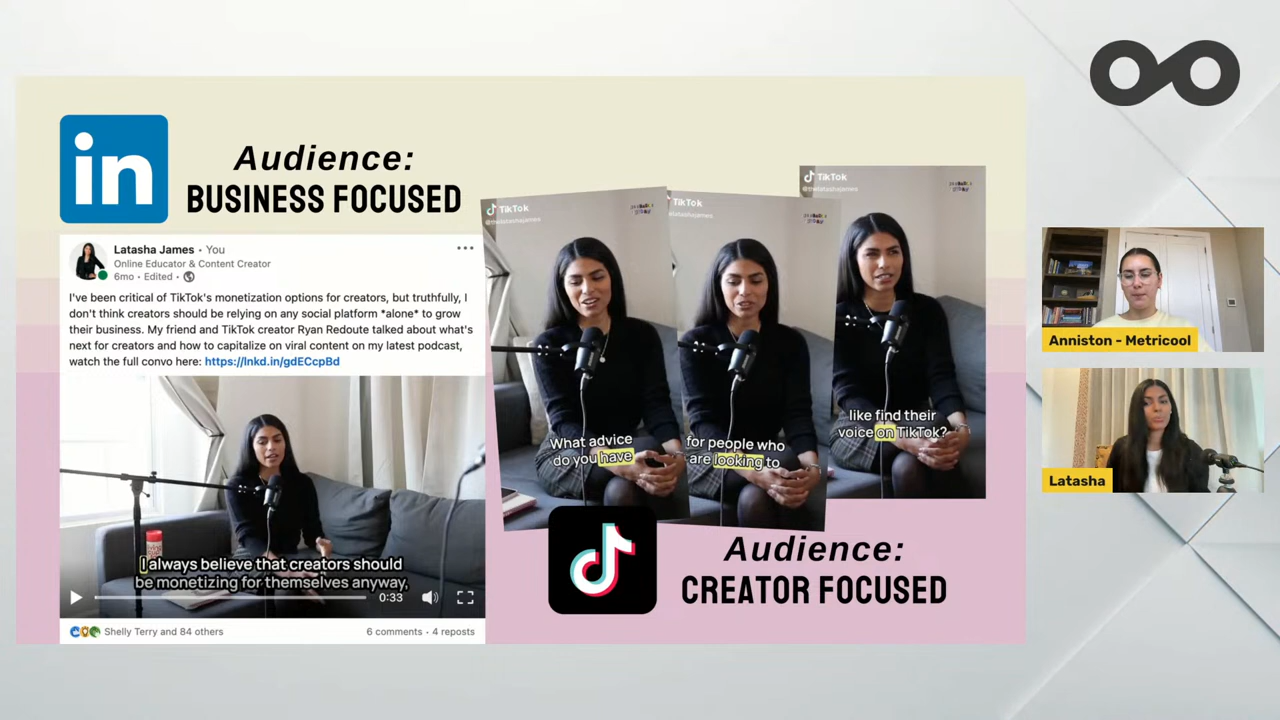 in
Audience:
BUSINESS FOCUSED
Latasha James • You
Online Educator & Content Creator
6mo • Edited •
I've been critical of TikTok's monetization options for creators, but truthfully, I
don't think creators should be relying on any social platform *alone* to grow
their business. My friend and TikTok creator Ryan Redoute talked about what's
next for creators and how to capitalize on viral content on my latest podcast,
watch the full convo here: https://lnkd.in/gdECcpBd
I always believe that creators should
be monetizing for themselves anyway,
0:33
Shelly Terry and 84 others
6 comments • 4 reposts
TikTok
@thelatashajames
What advice
do you have
TikTok
@thelatashajames
for people who
are looking to
TikTok
@thelatashajames
like find their
voice on TikTok?
Audience:
CREATOR FOCUSED
Anniston - Metricool
Latasha